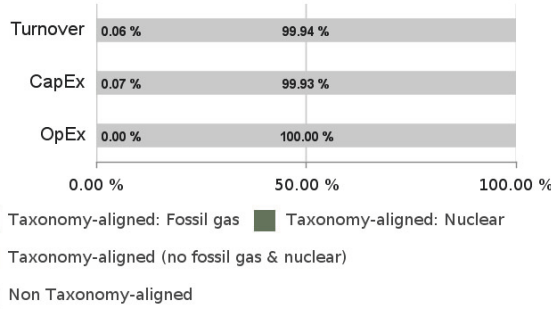 Turnover 0.06 % 99.94 %
CapEx 0.07 % 99.93 %
OpEx 0.00 % 100.00 %
0.00 % 50.00 % 100.00 %
Taxonomy-aligned: Fossil gas Taxonomy-aligned: Nuclear
Taxonomy-aligned (no fossil gas & nuclear)
Non Taxonomy-aligned